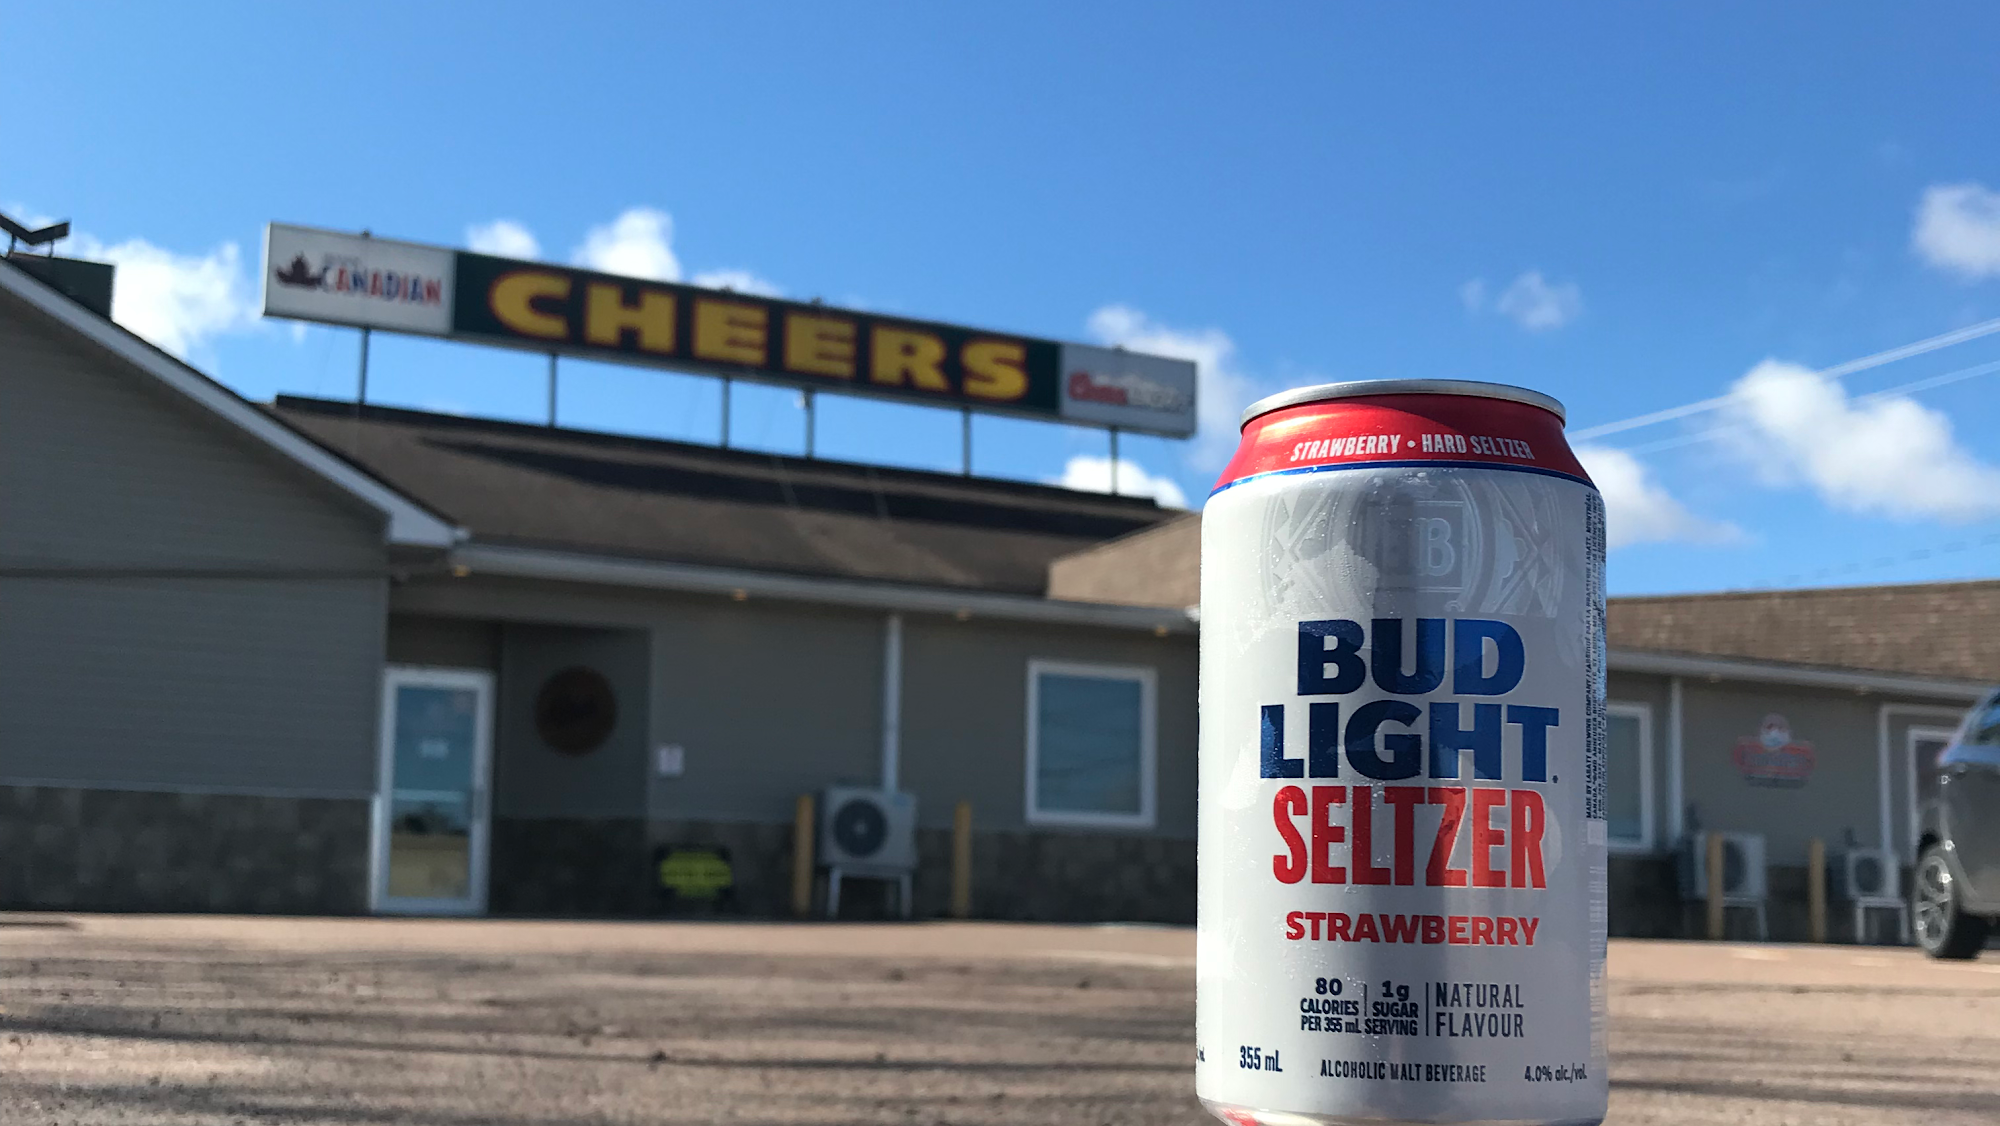 CANADIAN
CHEERS
STRAWBERRY • HARD SELTZER
B
BUD
LIGHT
SELTZER
STRAWBERRY
80
CALORIES
PER 355 mL
1g
SUGAR
SERVING
NATURAL
FLAVOUR
355 mL
ALCOHOLIC MALT BEVERAGE
4.0% alc./vol.